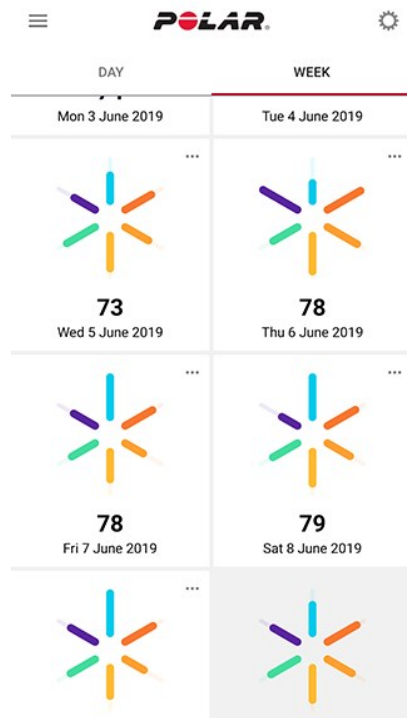 POLAR.
DAY WEEK
Mon 3 June 2019 Tue 4 June 2019
73 78
Wed 5 June 2019 Thu 6 June 2019
78 79
Fri 7 June 2019 Sat 8 June 2019